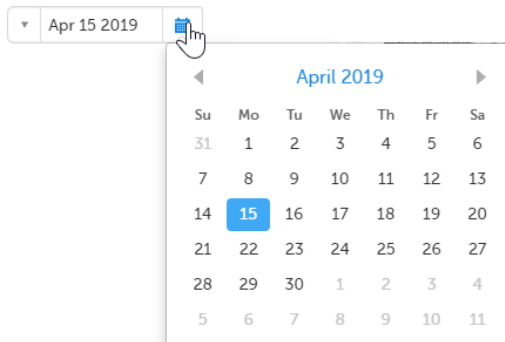 Apr 15 2019
April 2019
Su Mo Tu We Th Fr Sa
31 1 2 3 4 5 6
7 8 9 10 11 12 13
14 15 16 17 18 19 20
21 22 23 24 25 26 27
28 29 30 1 2 3 4
5 6 7 8 9 10 11